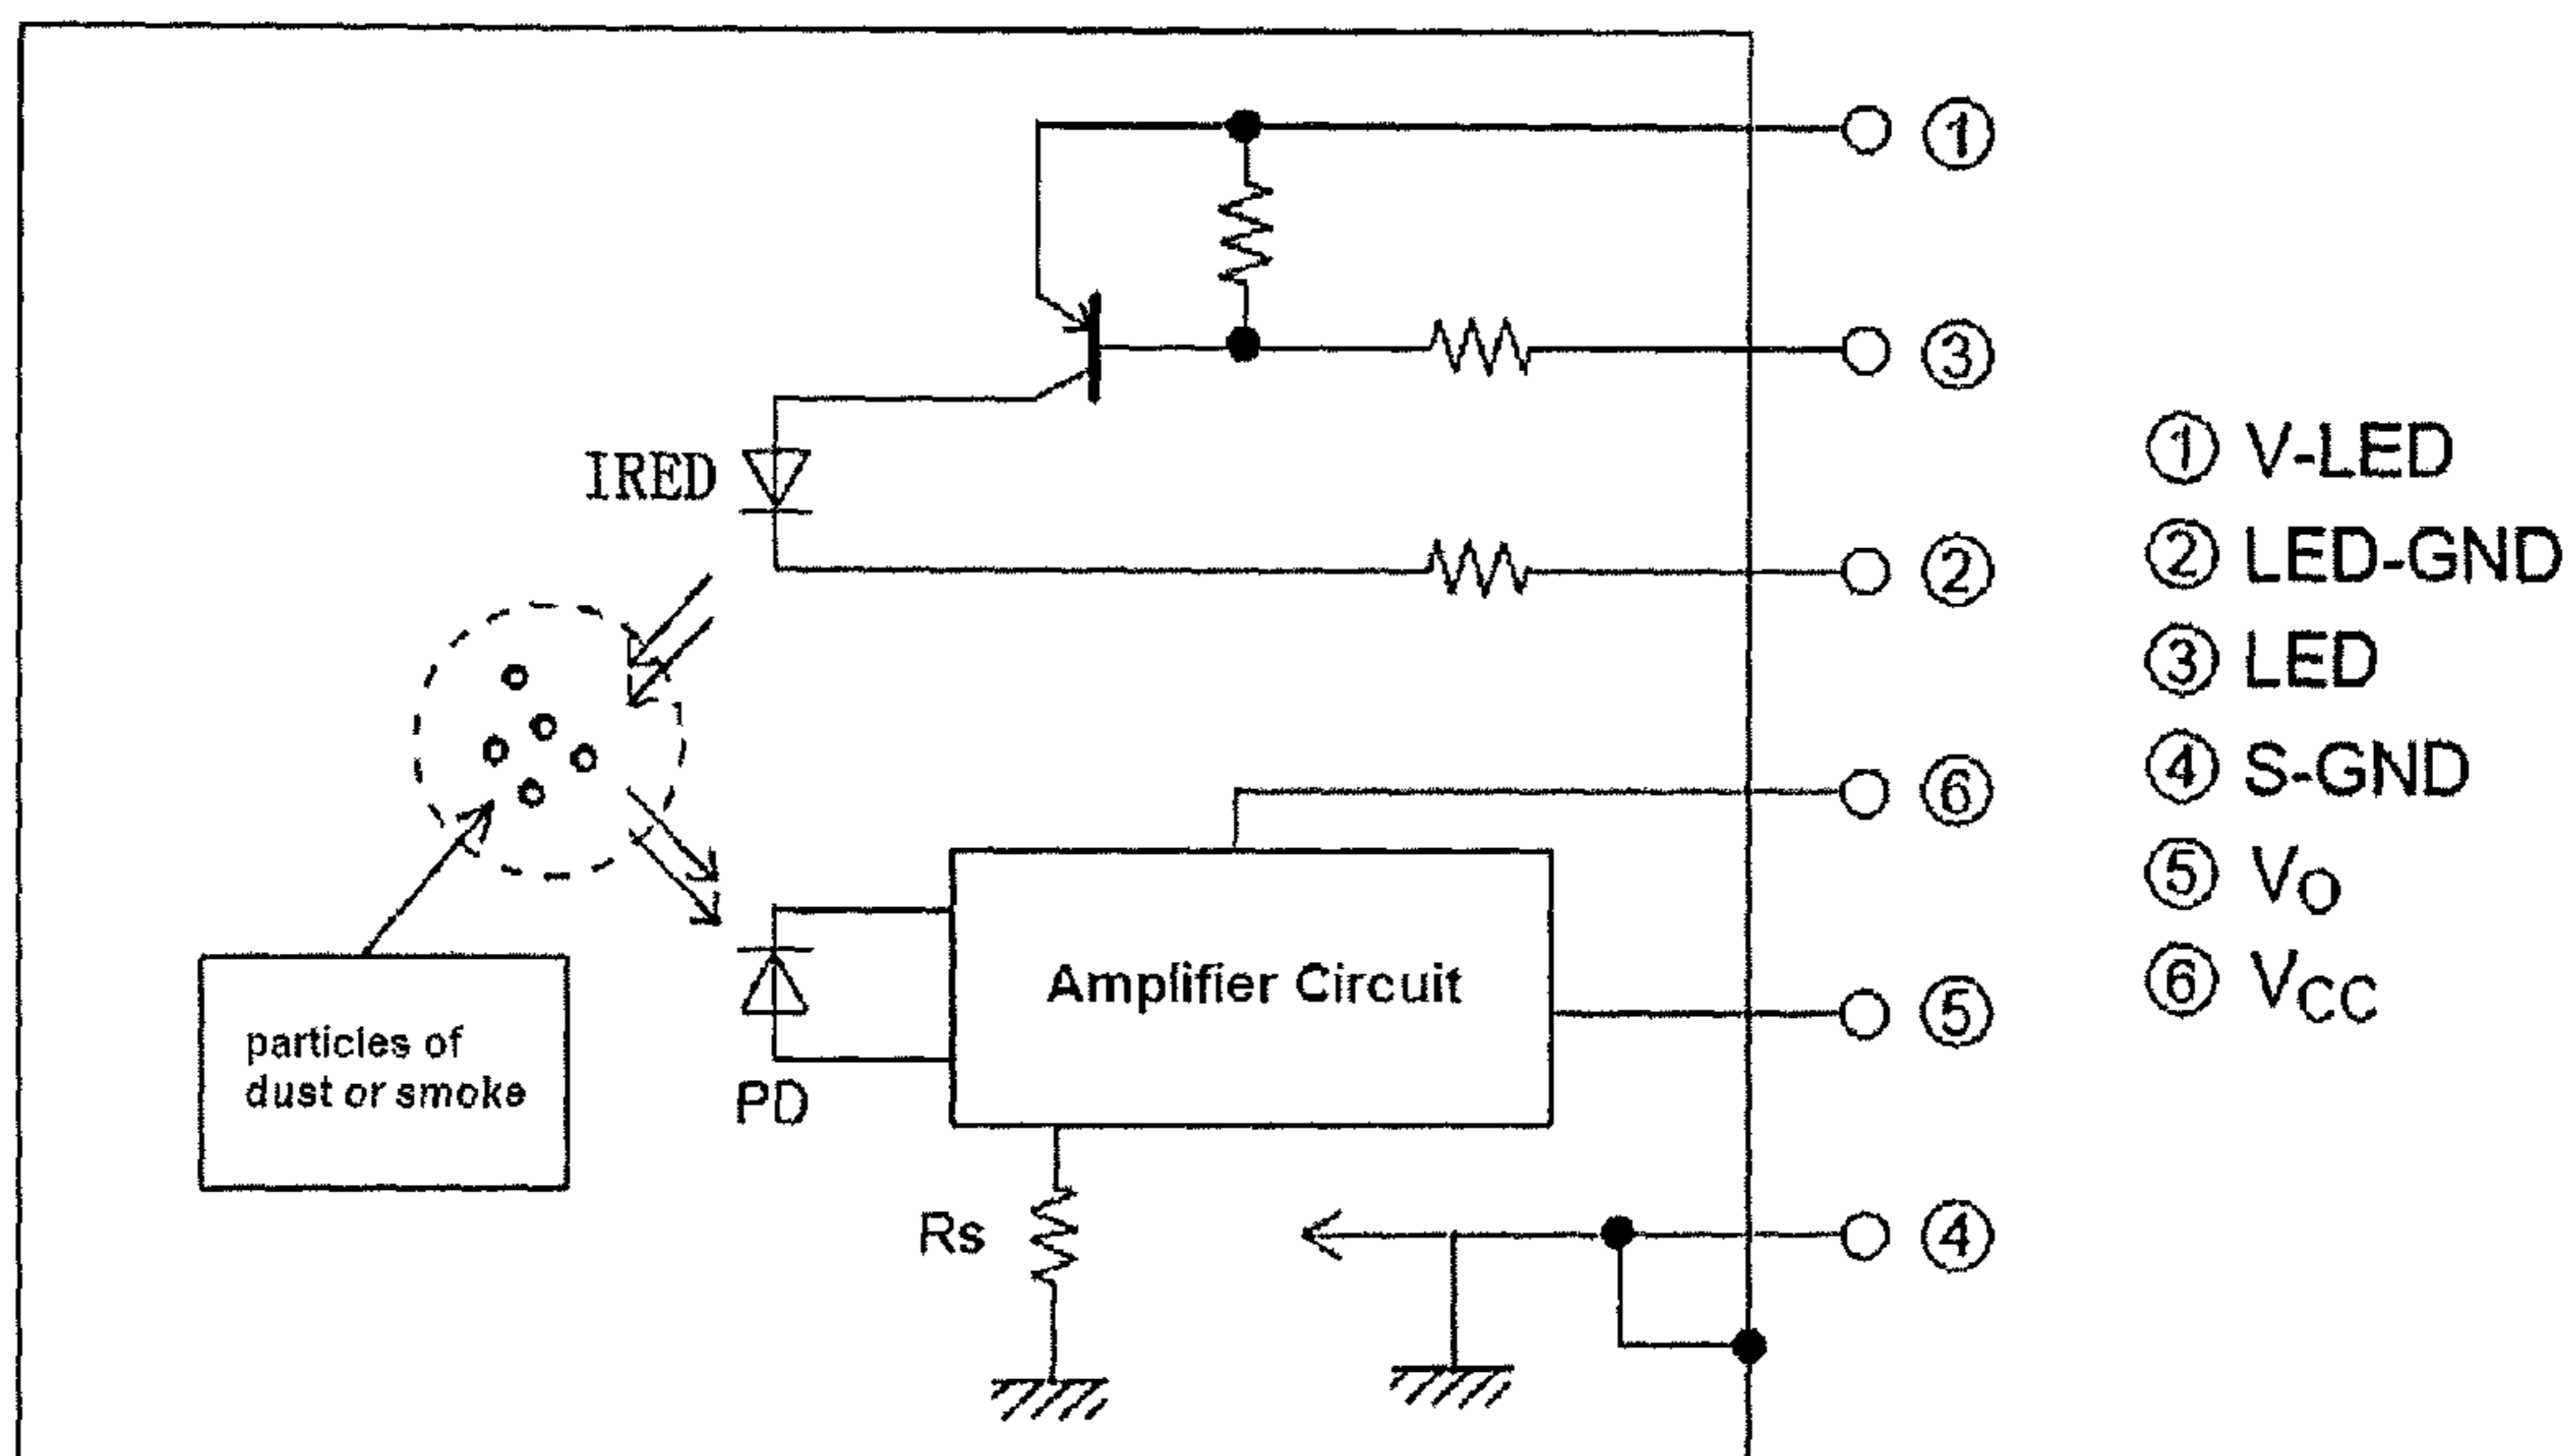 ①
③
IRED
②
⑥
Amplifier Circuit
⑤
particles of
dust or smoke
PD
Rs
④
① V-LED
② LED-GND
③ LED
④ S-GND
⑤ VO
⑥ VCC